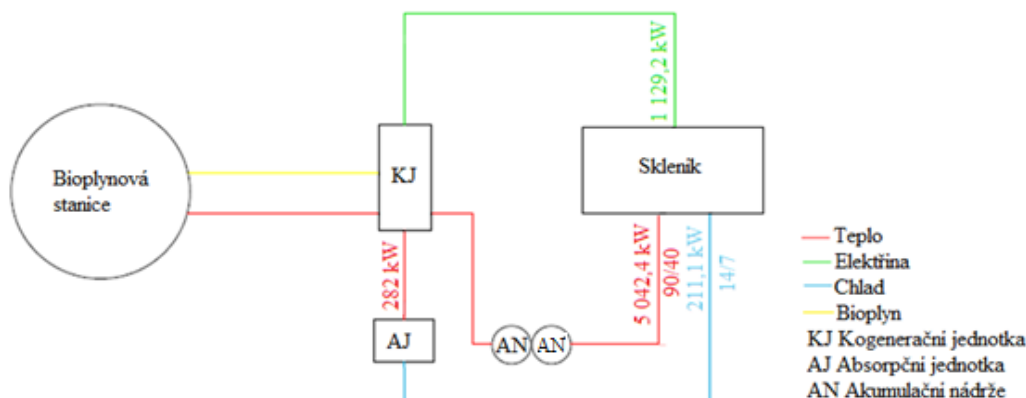 1 129,2 kW
Bioplynová
stanice
KJ
Skleník
282 kW
5 042,4 kW
90/40
211,1 kW
14/7
AJ
AN
AN
Teplo
Elektřina
Chlad
Bioplyn
KJ Kogenerační jednotka
AJ Absorpční jednotka
AN Akumulační nádrže